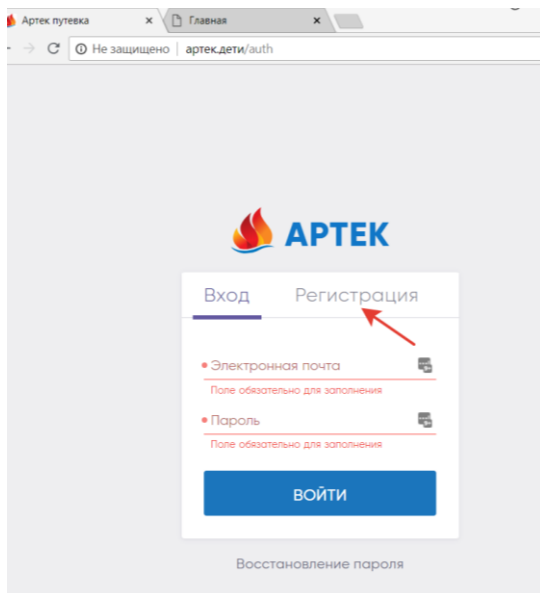 Артек путевка
Главная
Не защищено | артек.дети/auth
АРТЕК
Вход Регистрация
Электронная почта
Поле обязательно для заполнения
Пароль
Поле обязательно для заполнения
ВОЙТИ
Восстановление пароля